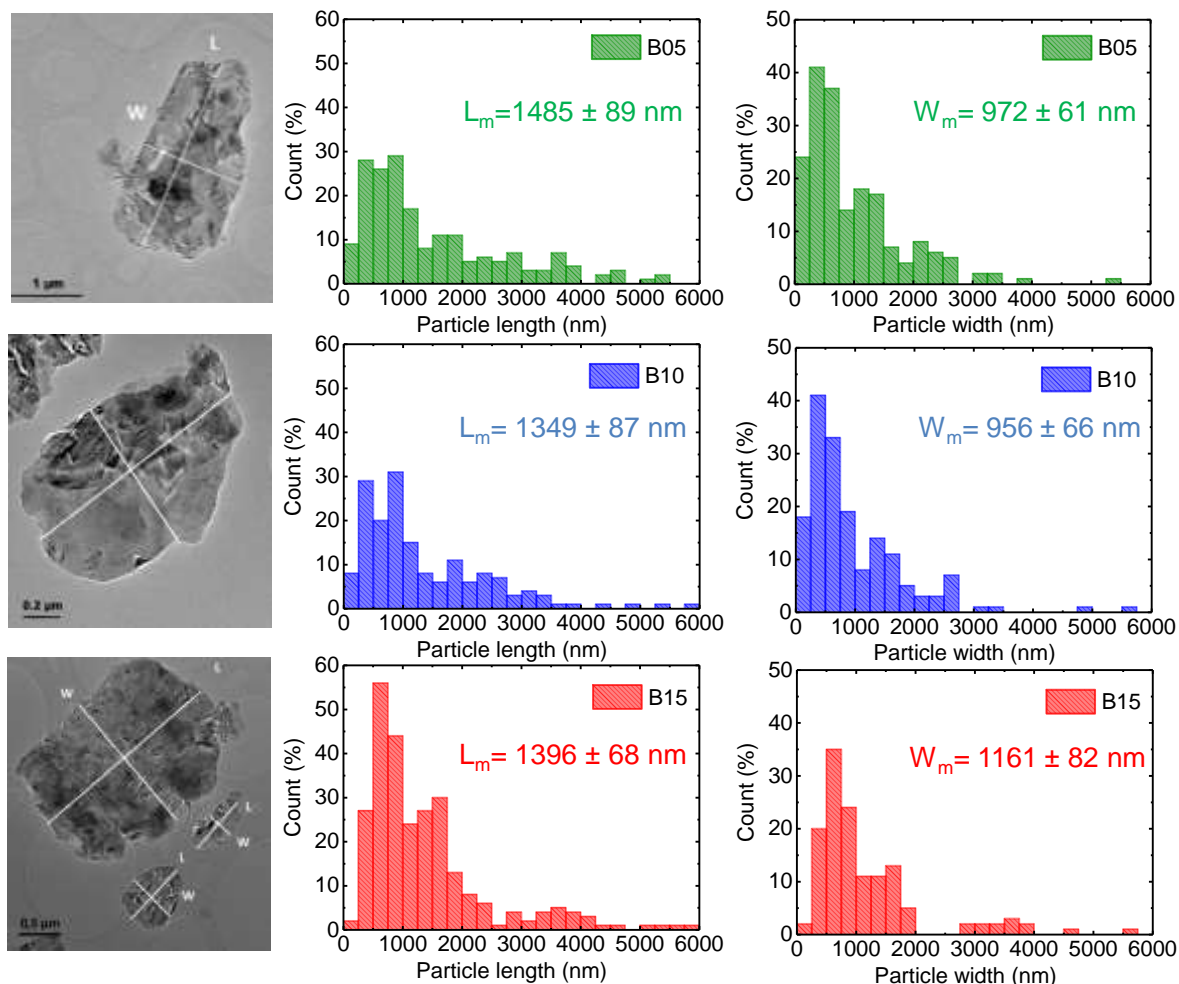 L
W
1 µm
60
50
40
30
20
10
0
Count (%)
B05
Lm=1485 ± 89 nm
0 1000 2000 3000 4000 5000 6000
Particle length (nm)
50
40
30
20
10
0
Count (%)
B05
Wm= 972 ± 61 nm
0 1000 2000 3000 4000 5000 6000
Particle width (nm)
0.2 µm
60
50
40
30
20
10
0
Count (%)
B10
Lm= 1349 ± 87 nm
0 1000 2000 3000 4000 5000 6000
Particle length (nm)
50
40
30
20
10
0
Count (%)
B10
Wm= 956 ± 66 nm
0 1000 2000 3000 4000 5000 6000
Particle width (nm)
L
W
L
W
L
W
0.5 µm
60
50
40
30
20
10
0
Count (%)
B15
Lm= 1396 ± 68 nm
0 1000 2000 3000 4000 5000 6000
Particle length (nm)
50
40
30
20
10
0
Count (%)
B15
Wm= 1161 ± 82 nm
0 1000 2000 3000 4000 5000 6000
Particle width (nm)